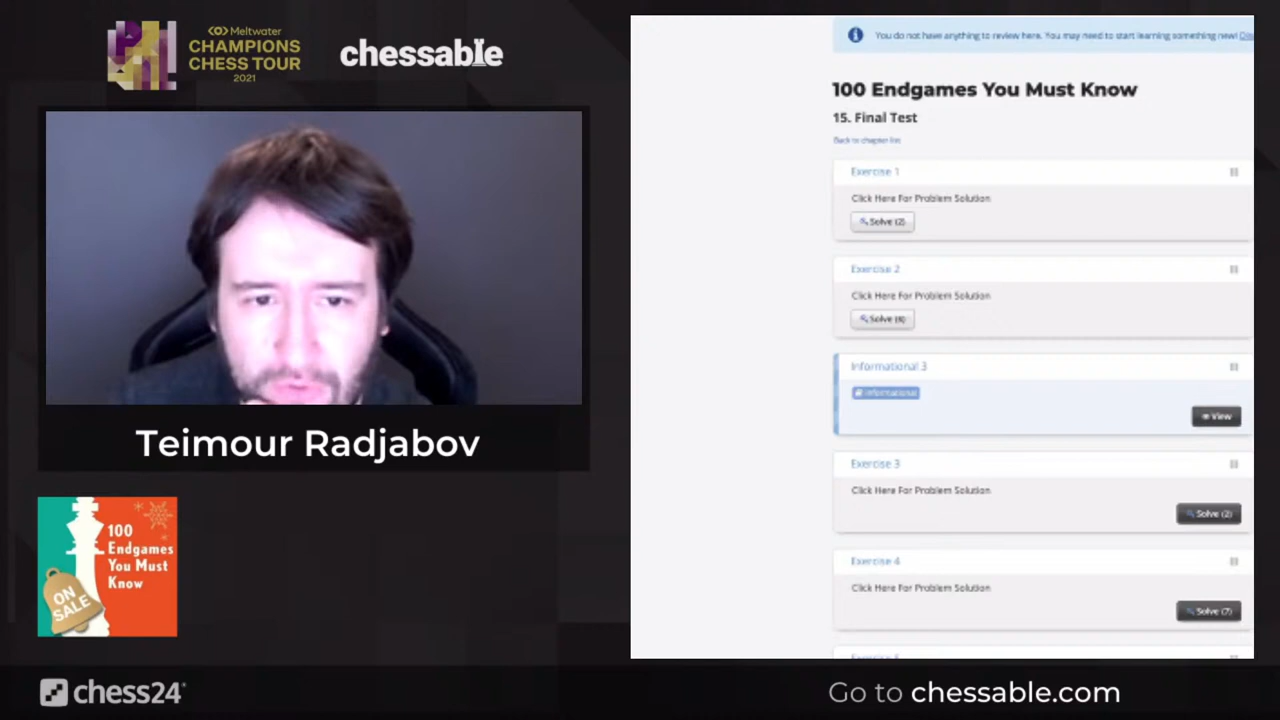 Meltwater
CHAMPIONS
CHESS TOUR
2021
chessable
Teimour Radjabov
100
Endgames
You Must
Know
ON
SALE
chess24
You do not have anything to review here. You may need to start learning something new!
100 Endgames You Must Know
15. Final Test
Back to chapter list
Exercise 1
Click Here For Problem Solution
Solve (2)
Exercise 2
Click Here For Problem Solution
Solve
Informational 3
Informational
View
Exercise 3
Click Here For Problem Solution
Solve (2)
Exercise 4
Click Here For Problem Solution
Solve (7)
Go to chessable.com